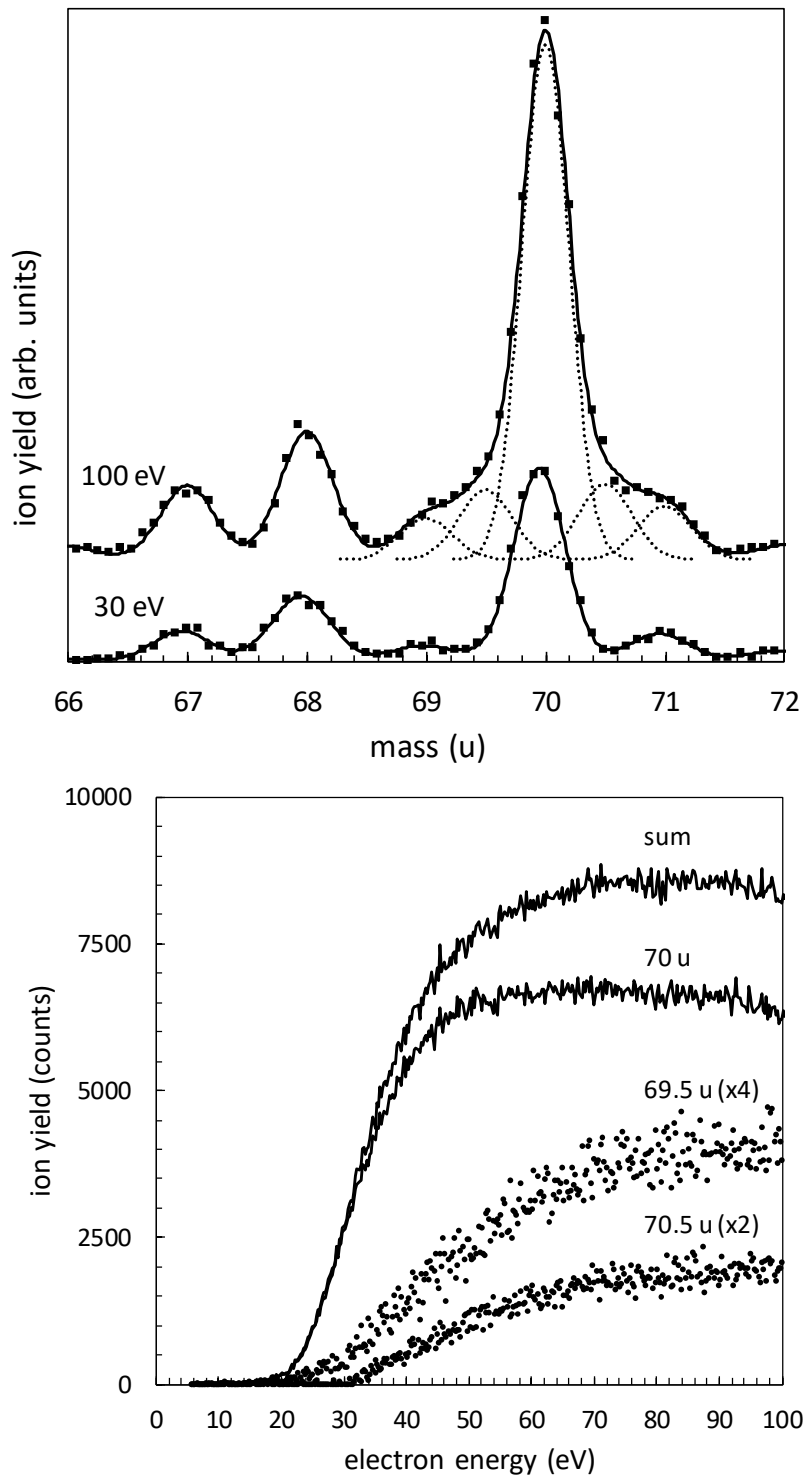 ion yield (arb. units)
100 eV
30 eV
66 67 68 69 70 71 72
mass (u)
10000
7500
5000
2500
0
ion yield (counts)
sum
70 u
69.5 u (x4)
70.5 u (x2)
0 10 20 30 40 50 60 70 80 90 100
electron energy (eV)